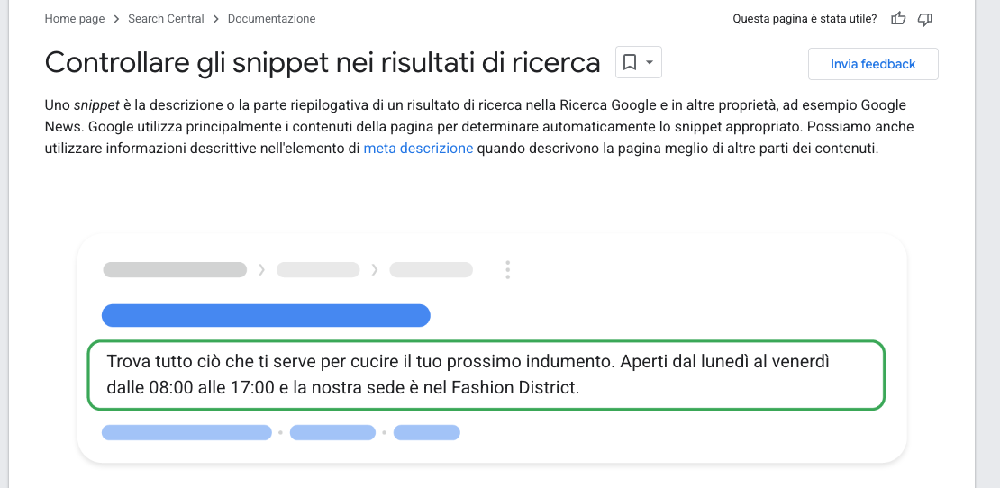 Home page > Search Central > Documentazione
Questa pagina è stata utile?
Controllare gli snippet nei risultati di ricerca
Invia feedback
Uno snippet è la descrizione o la parte riepilogativa di un risultato di ricerca nella Ricerca Google e in altre proprietà, ad esempio Google
News. Google utilizza principalmente i contenuti della pagina per determinare automaticamente lo snippet appropriato. Possiamo anche
utilizzare informazioni descrittive nell'elemento di meta descrizione quando descrivono la pagina meglio di altre parti dei contenuti.
Trova tutto ciò che ti serve per cucire il tuo prossimo indumento. Aperti dal lunedì al venerdì
dalle 08:00 alle 17:00 e la nostra sede è nel Fashion District.